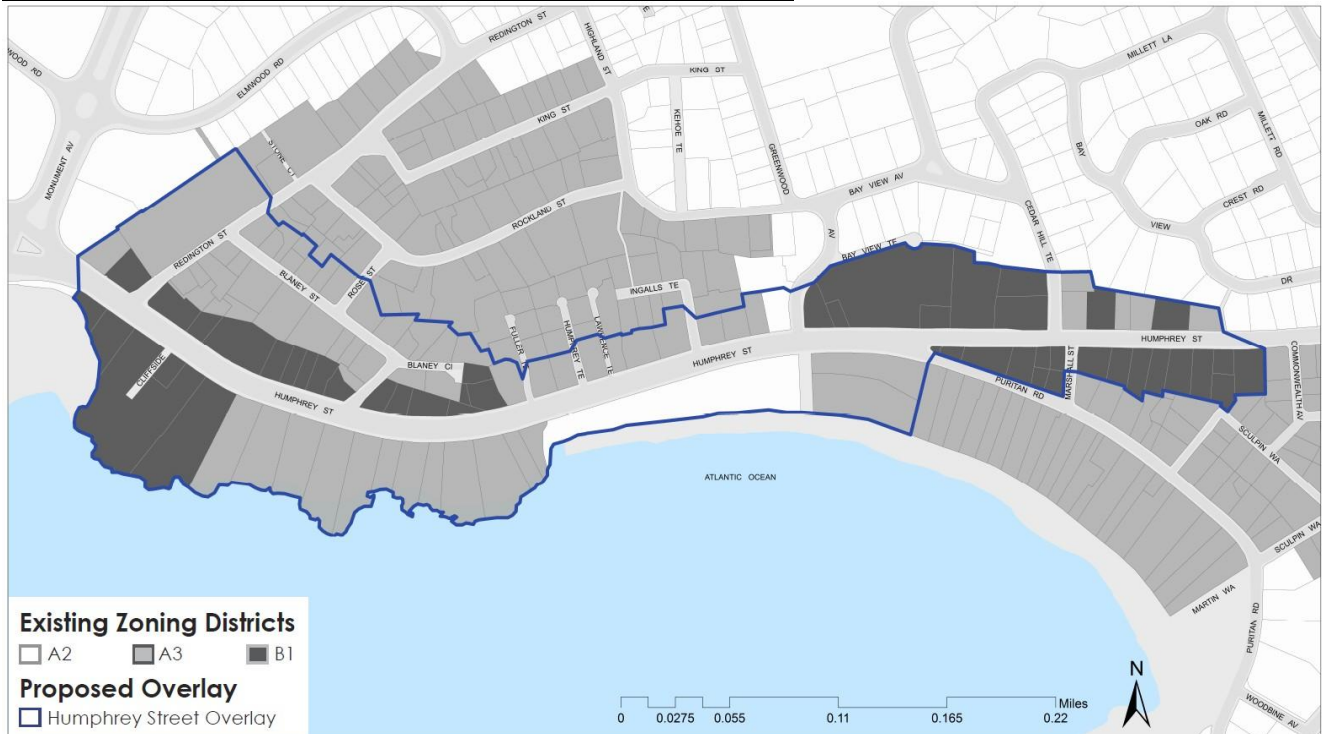 REDINGTON ST
WOOD RD
ELMWOOD RD
HIGHLAND ST
KING ST
MILLETT LA
KING ST
KEHOE TE
OAK RD
MILLETT RD
STONE CT
MONUMENT AV
GREENWOOD
BAY
BAY VIEW AV
CREST RD
CEDAR HILL TE
VIEW
ROCKLAND ST
AV
BAY VIEW TE
REDINGTON ST
BLANEY ST
ROSE ST
DR
INGALLS TE
FULLER TE
HUMPHREY TE
LAWRENCE TE
HUMPHREY ST
HUMPHREY ST
BLANEY CI
CLIFFSIDE
PURITAN RD
MARSHALL ST
COMMONWEALTH AV
HUMPHREY ST
SCULPIN WA
ATLANTIC OCEAN
SCULPIN WA
MARTIN WA
PURITAN RD
WOODBINE AV
Existing Zoning Districts
A2 A3 B1
Proposed Overlay
Humphrey Street Overlay
N
Miles
0 0.0275 0.055 0.11 0.165 0.22